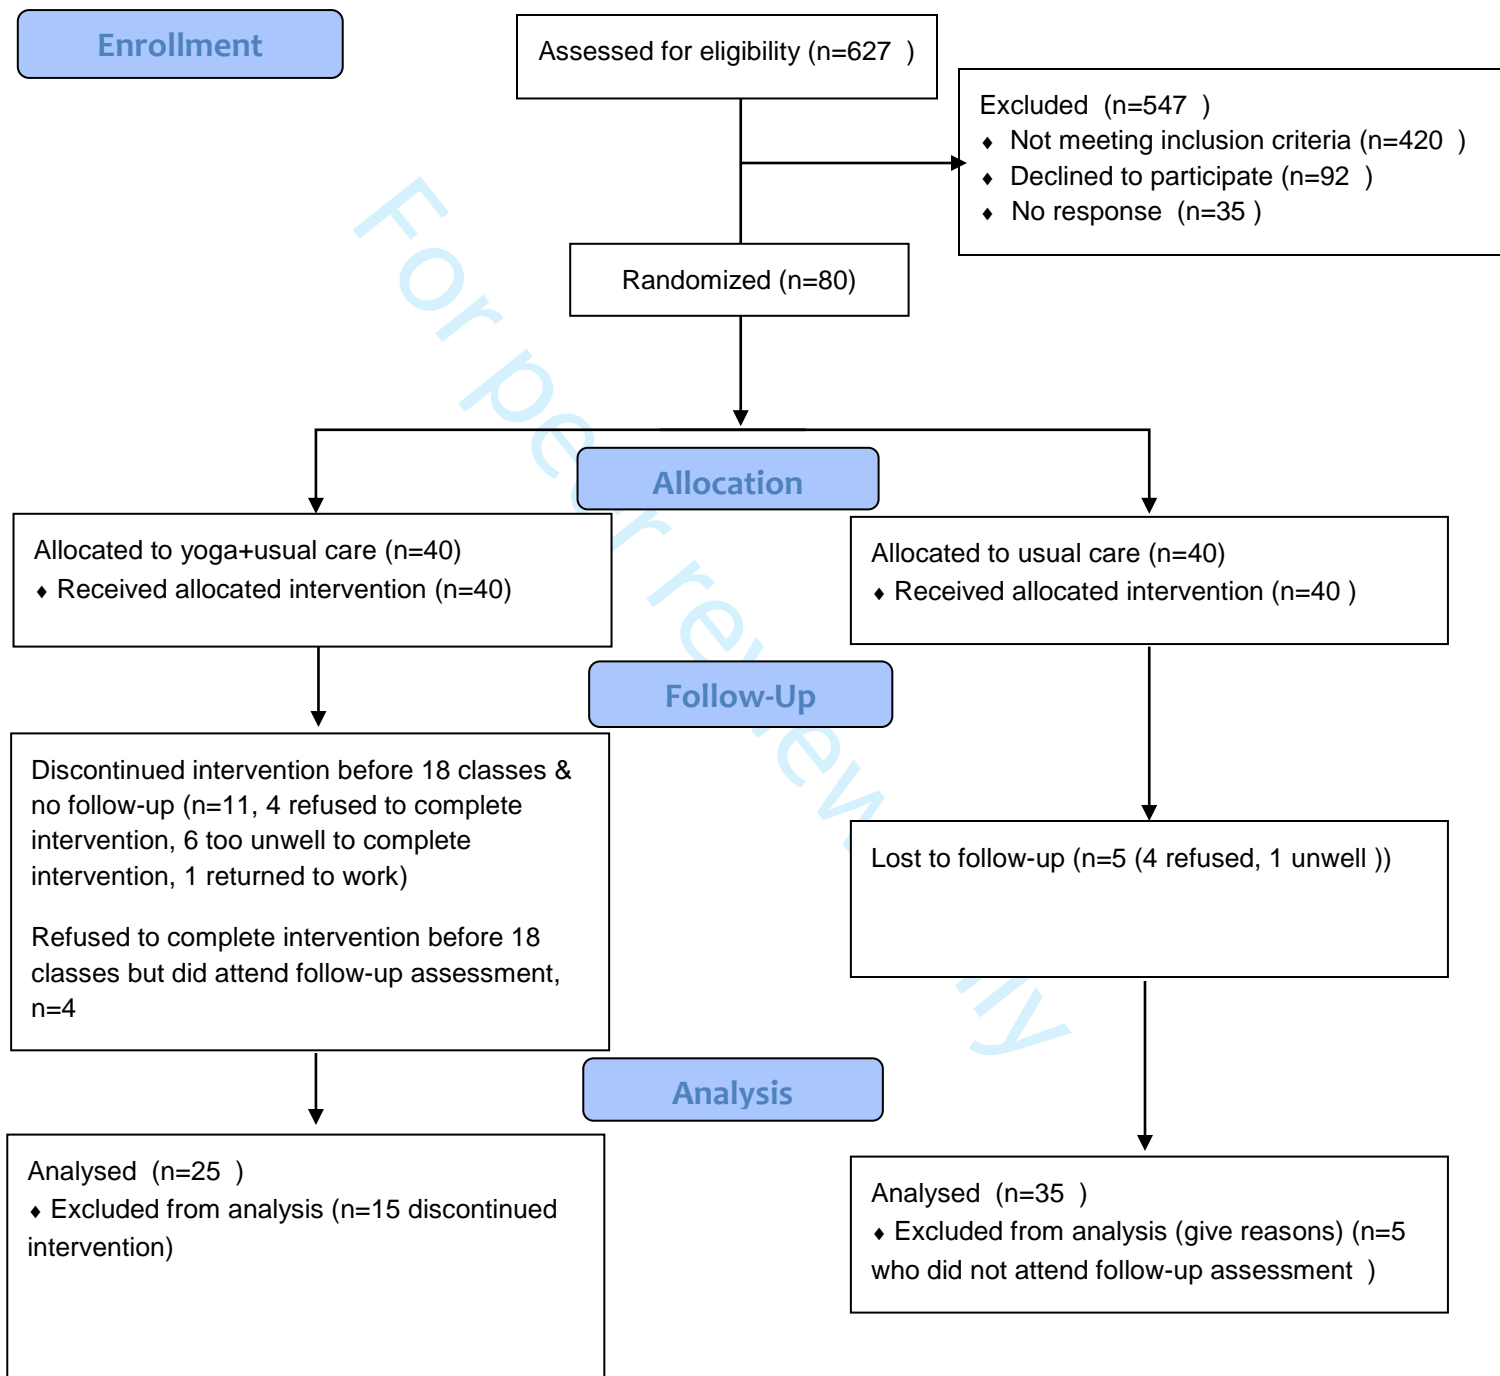 Enrollment
Assessed for eligibility (n=627 )
Excluded (n=547 )
♦ Not meeting inclusion criteria (n=420 )
♦ Declined to participate (n=92 )
♦ No response (n=35 )
Randomized (n=80)
Allocation
Allocated to yoga+usual care (n=40)
♦ Received allocated intervention (n=40)
Allocated to usual care (n=40)
♦ Received allocated intervention (n=40 )
Follow-Up
Discontinued intervention before 18 classes &
no follow-up (n=11, 4 refused to complete
intervention, 6 too unwell to complete
intervention, 1 returned to work)
Refused to complete intervention before 18
classes but did attend follow-up assessment,
n=4
Lost to follow-up (n=5 (4 refused, 1 unwell ))
Analysis
Analysed (n=25 )
♦ Excluded from analysis (n=15 discontinued
intervention)
Analysed (n=35 )
♦ Excluded from analysis (give reasons) (n=5
who did not attend follow-up assessment )
For peer review only